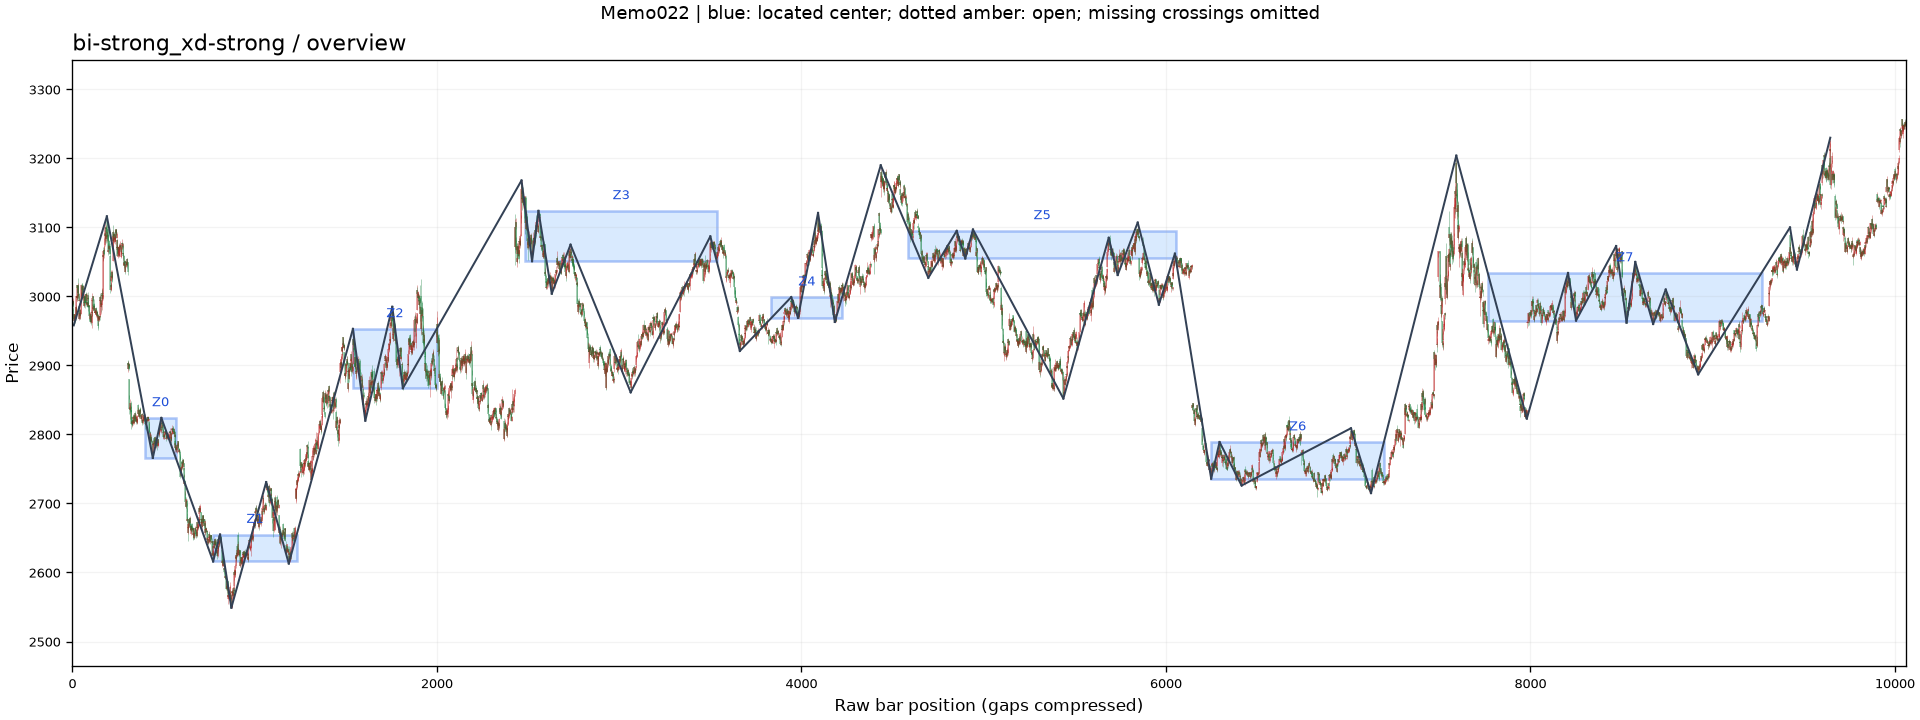 Memo022 | blue: located center; dotted amber: open; missing crossings omitted
bi-strong_xd-strong / overview
3300
3200
3100
3000
2900
2800
2700
2600
2500
Price
Z0
Z1
Z2
Z3
Z4
Z5
Z6
Z7
0
2000
4000
6000
8000
10000
Raw bar position (gaps compressed)